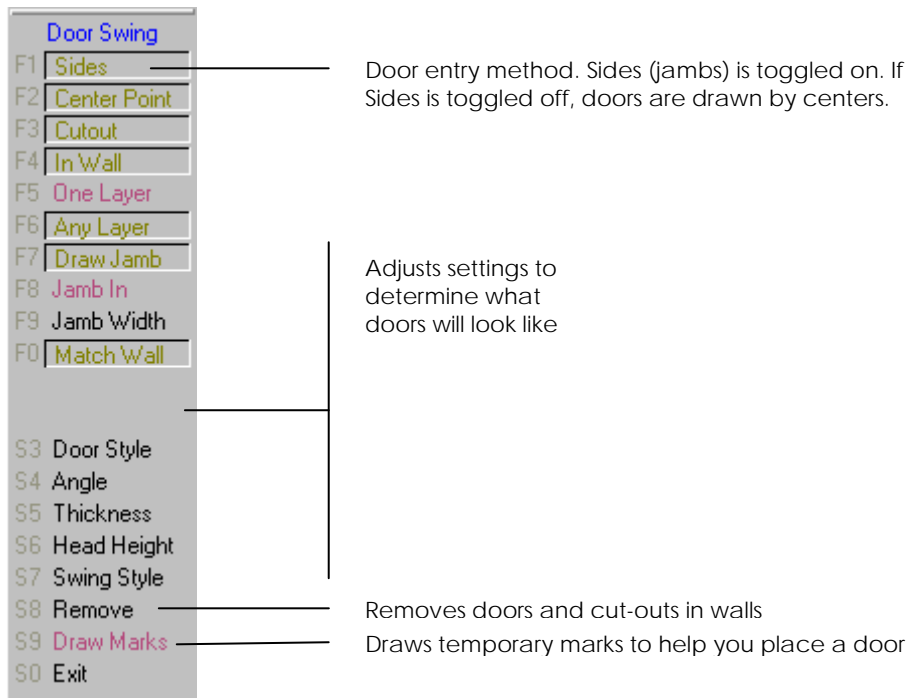 Door Swing
F1 Sides
Door entry method. Sides (jambs) is toggled on. If
Sides is toggled off, doors are drawn by centers.
F2 Center Point
F3 Cutout
F4 In Wall
F5 One Layer
F6 Any Layer
F7 Draw Jamb
F8 Jamb In
F9 Jamb Width
F0 Match Wall
Adjusts settings to
determine what
doors will look like
S3 Door Style
S4 Angle
S5 Thickness
S6 Head Height
S7 Swing Style
S8 Remove
Removes doors and cut-outs in walls
S9 Draw Marks
Draws temporary marks to help you place a door
S0 Exit